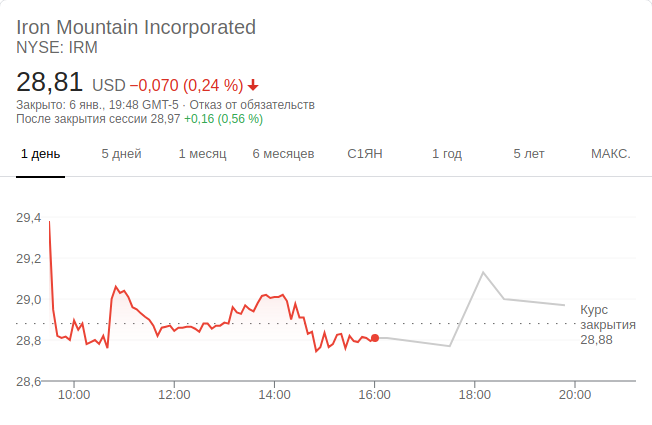 Iron Mountain Incorporated
NYSE: IRM
28,81 USD −0,070 (0,24 %)
Закрыто: 6 янв., 19:48 GMT-5 · Отказ от обязательств
После закрытия сессии 28,97 +0,16 (0,56 %)
1 день 5 дней 1 месяц 6 месяцев С1ЯН 1 год 5 лет МАКС.
29,4
29,2
29,0
28,8
28,6
Курс
закрытия
28,88
10:00 12:00 14:00 16:00 18:00 20:00